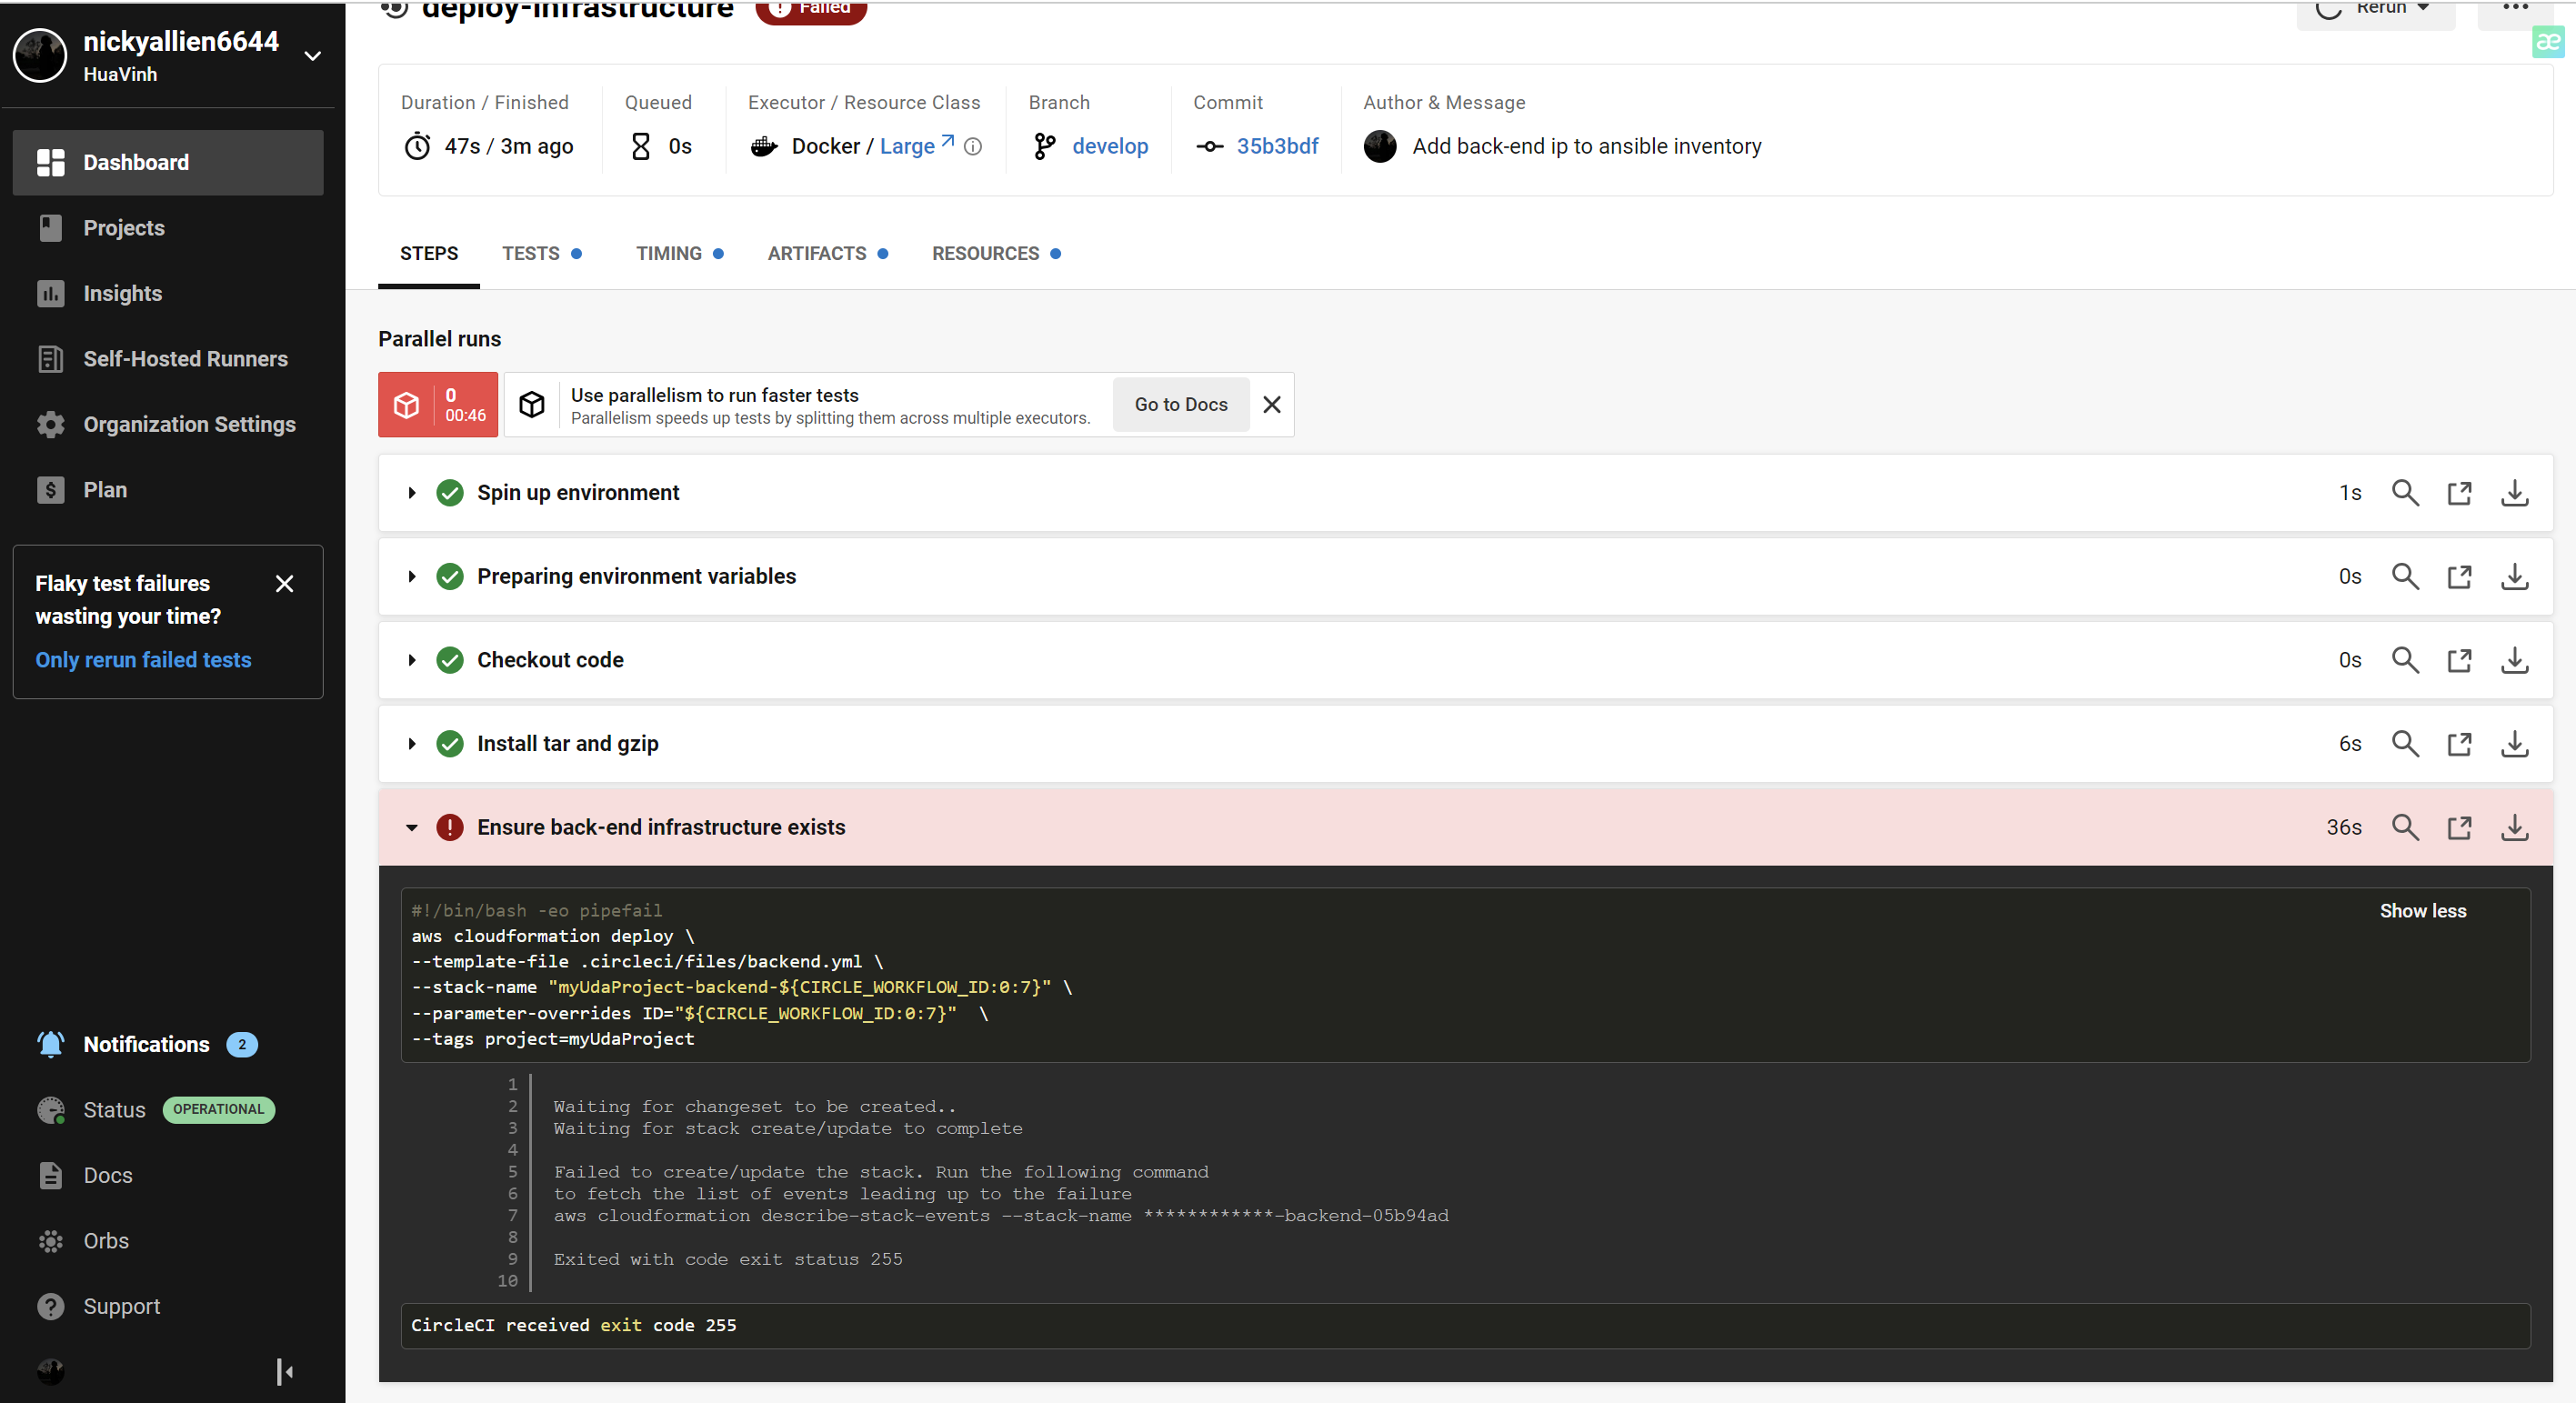 deploy-infrastructure
Failed
Rerun
æ
nickyallien6644
HuaVinh
Dashboard
Projects
Insights
Self-Hosted Runners
Organization Settings
Plan
Flaky test failures
wasting your time?
Only rerun failed tests
Notifications 2
Status OPERATIONAL
Docs
Orbs
Support
Duration / Finished
47s / 3m ago
Queued
0s
Executor / Resource Class
Docker / Large
Branch
develop
Commit
35b3bdf
Author & Message
Add back-end ip to ansible inventory
STEPS TESTS TIMING ARTIFACTS RESOURCES
Parallel runs
0
00:46
Use parallelism to run faster tests
Parallelism speeds up tests by splitting them across multiple executors.
Go to Docs
Spin up environment 1s
Preparing environment variables 0s
Checkout code 0s
Install tar and gzip 6s
Ensure back-end infrastructure exists 36s
#!/bin/bash -eo pipefail
Show less
aws cloudformation deploy \
--template-file .circleci/files/backend.yml \
--stack-name "myUdaProject-backend-${CIRCLE_WORKFLOW_ID:0:7}" \
--parameter-overrides ID="${CIRCLE_WORKFLOW_ID:0:7}"  \
--tags project=myUdaProject
1
2 Waiting for changeset to be created..
3 Waiting for stack create/update to complete
4
5 Failed to create/update the stack. Run the following command
6 to fetch the list of events leading up to the failure
7 aws cloudformation describe-stack-events --stack-name ************-backend-05b94ad
8
9 Exited with code exit status 255
10
CircleCI received exit code 255